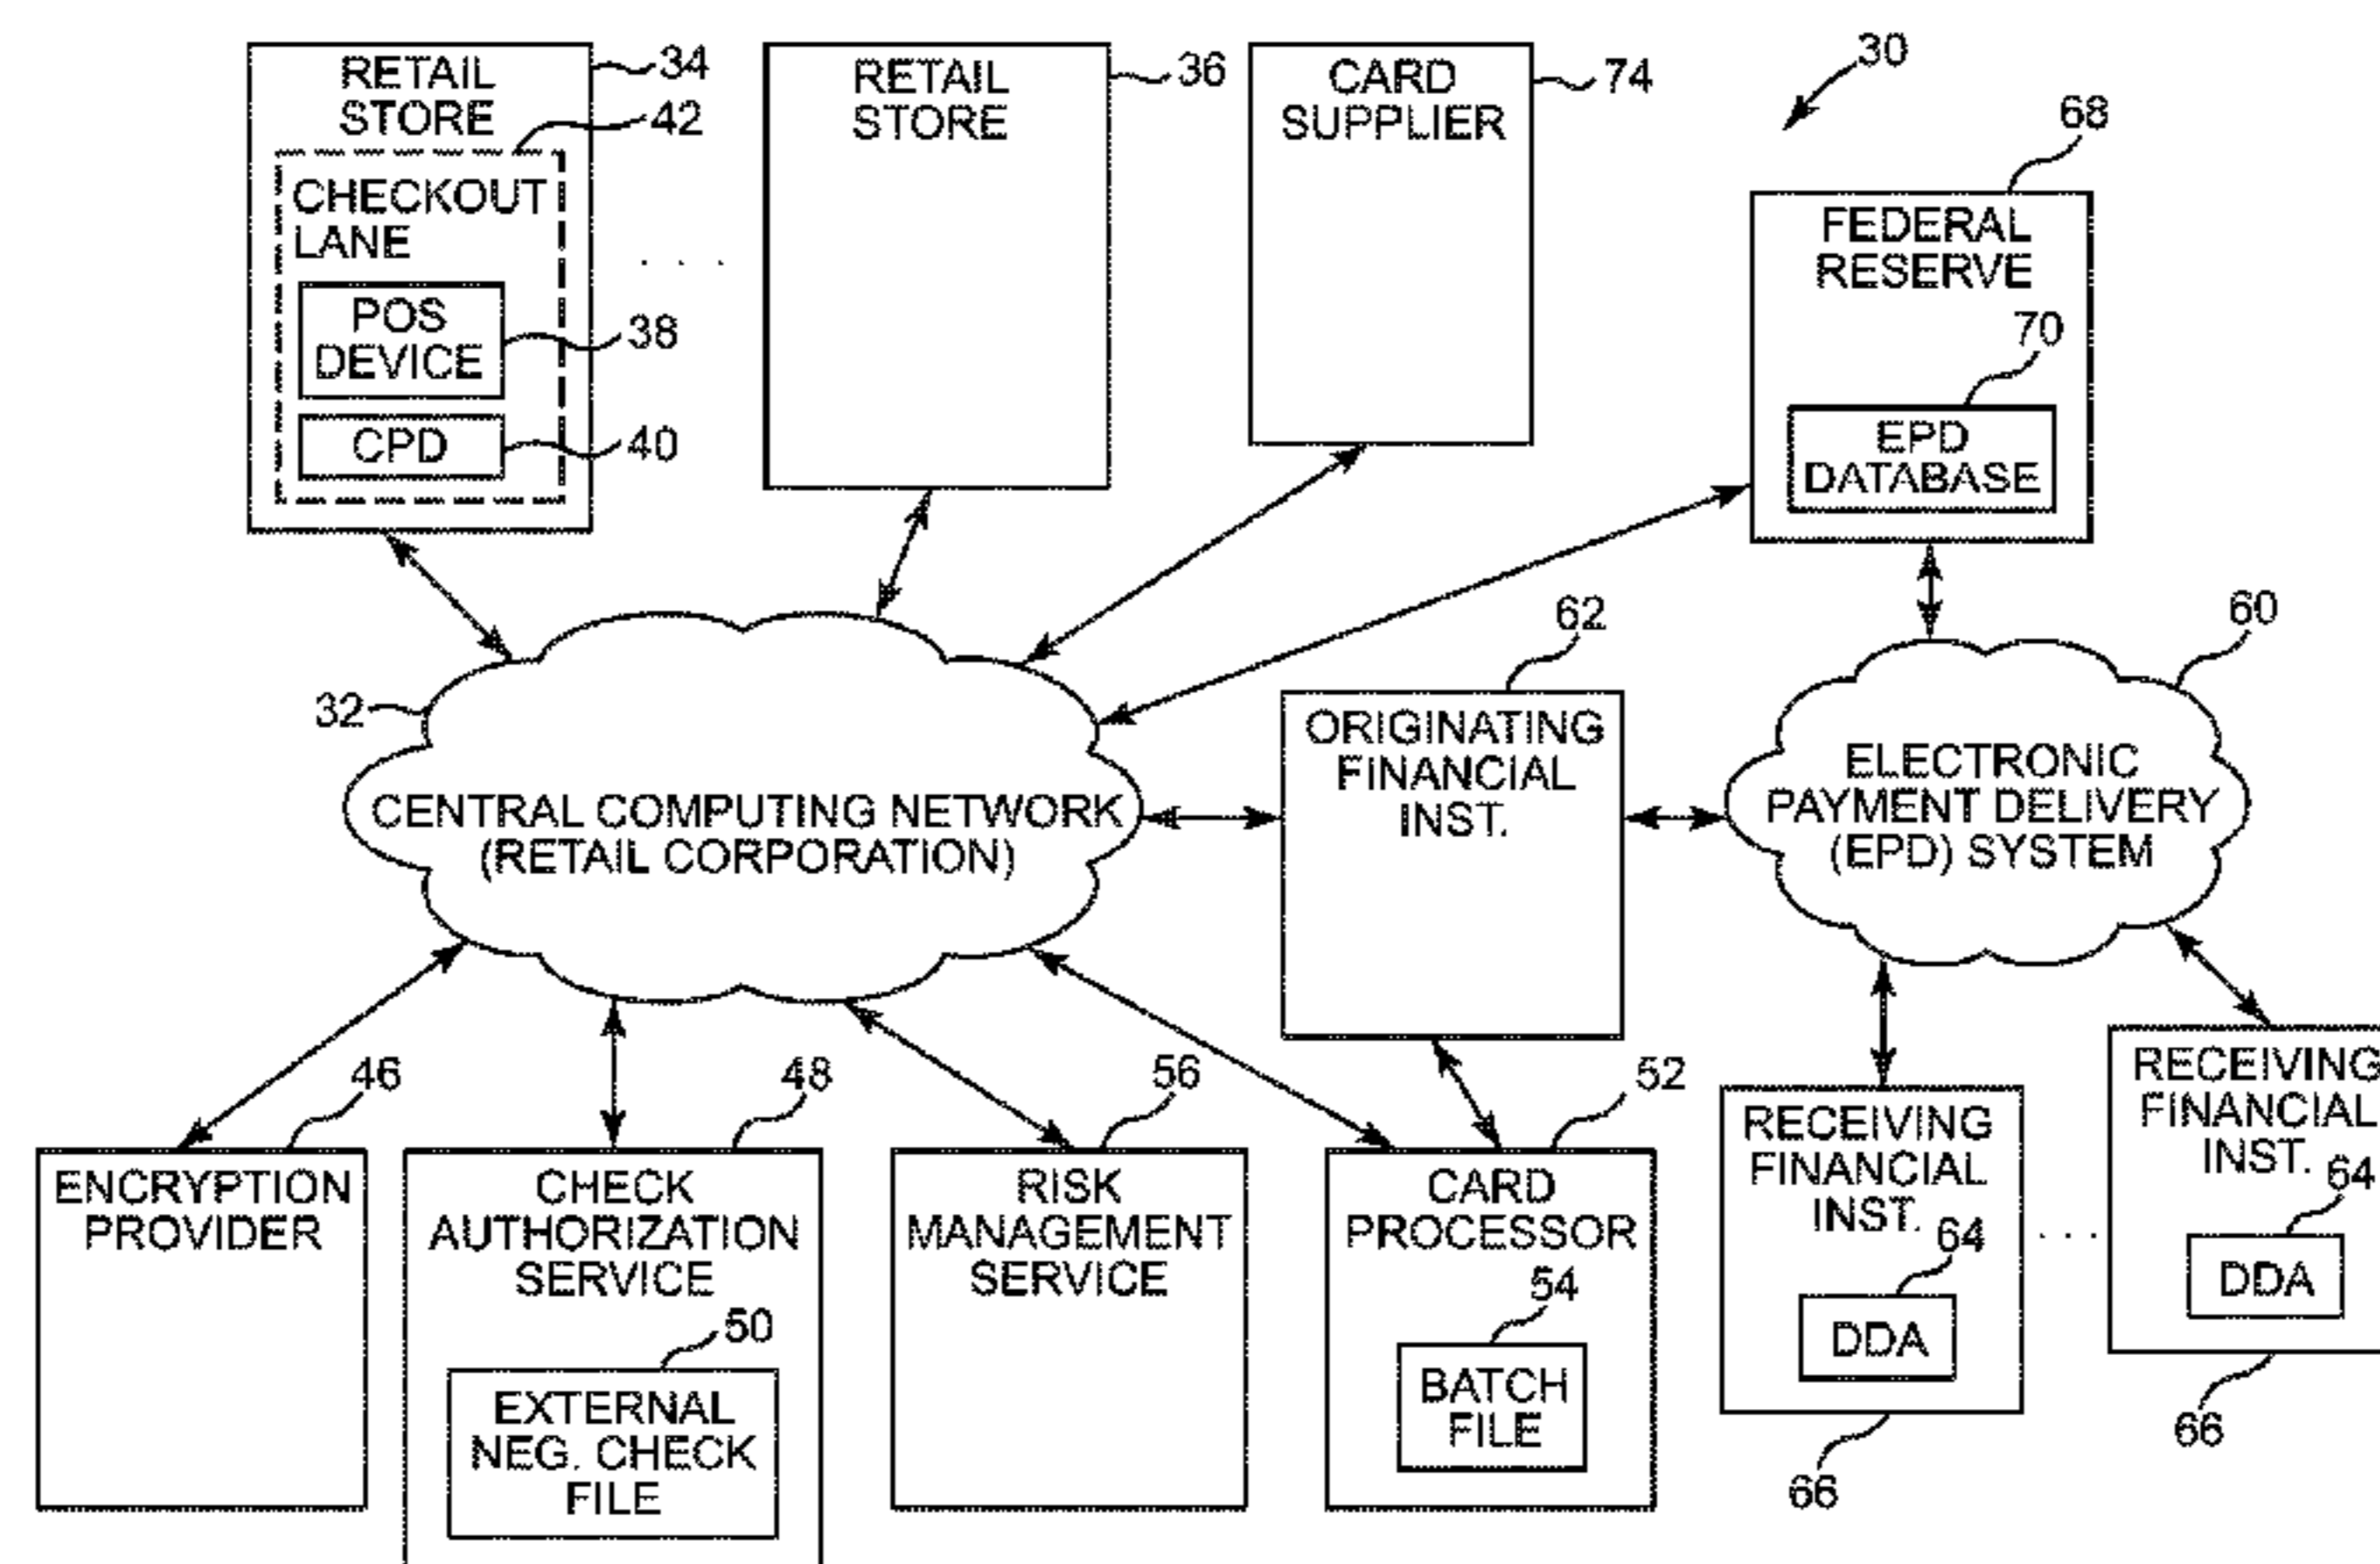 RETAIL
STORE
34
42
CHECKOUT
LANE
POS
DEVICE
38
CPD
40
. . .
RETAIL
STORE
36
CARD
SUPPLIER
74
30
68
FEDERAL
RESERVE
70
EPD
DATABASE
32
CENTRAL COMPUTING NETWORK
(RETAIL CORPORATION)
62
ORIGINATING
FINANCIAL
INST.
60
ELECTRONIC
PAYMENT DELIVERY
(EPD) SYSTEM
46
ENCRYPTION
PROVIDER
48
CHECK
AUTHORIZATION
SERVICE
50
EXTERNAL
NEG. CHECK
FILE
56
RISK
MANAGEMENT
SERVICE
52
CARD
PROCESSOR
54
BATCH
FILE
RECEIVING
FINANCIAL
INST.
64
DDA
66
. . .
RECEIVING
FINANCIAL
INST.
64
DDA
66